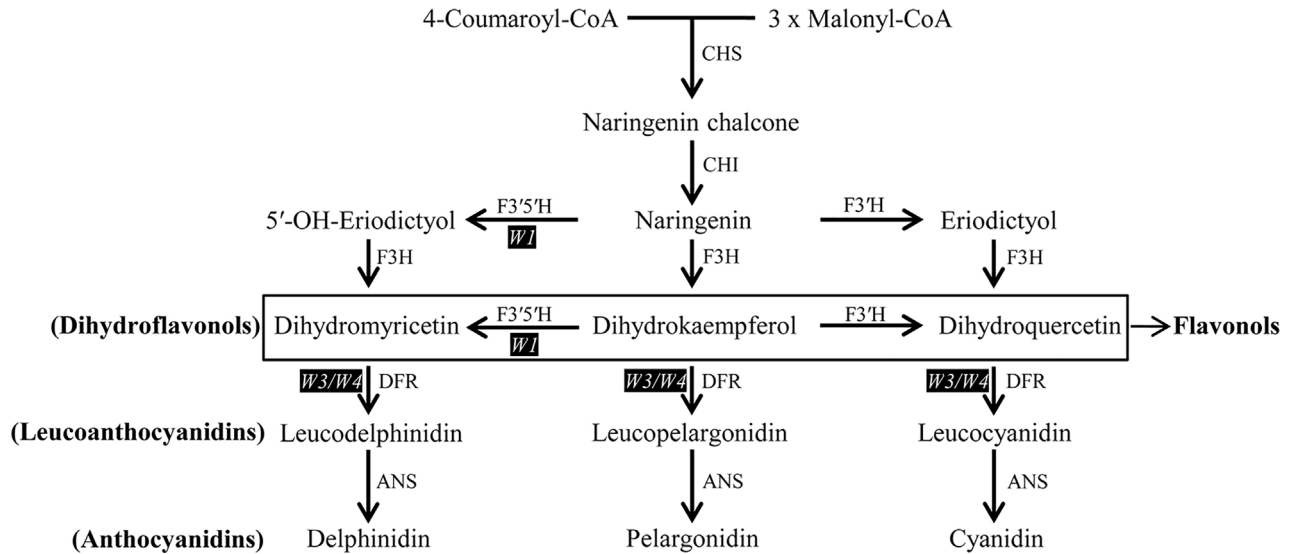 4-Coumaroyl-CoA 3 x Malonyl-CoA
CHS
Naringenin chalcone
CHI
5′-OH-Eriodictyol F3′5′H Naringenin F3′H Eriodictyol
W1
F3H F3H F3H
(Dihydroflavonols) Dihydromyricetin F3′5′H Dihydrokaempferol F3′H Dihydroquercetin Flavonols
W1
W3/W4 DFR W3/W4 DFR W3/W4 DFR
(Leucoanthocyanidins) Leucodelphinidin Leucopelargonidin Leucocyanidin
ANS ANS ANS
(Anthocyanidins) Delphinidin Pelargonidin Cyanidin